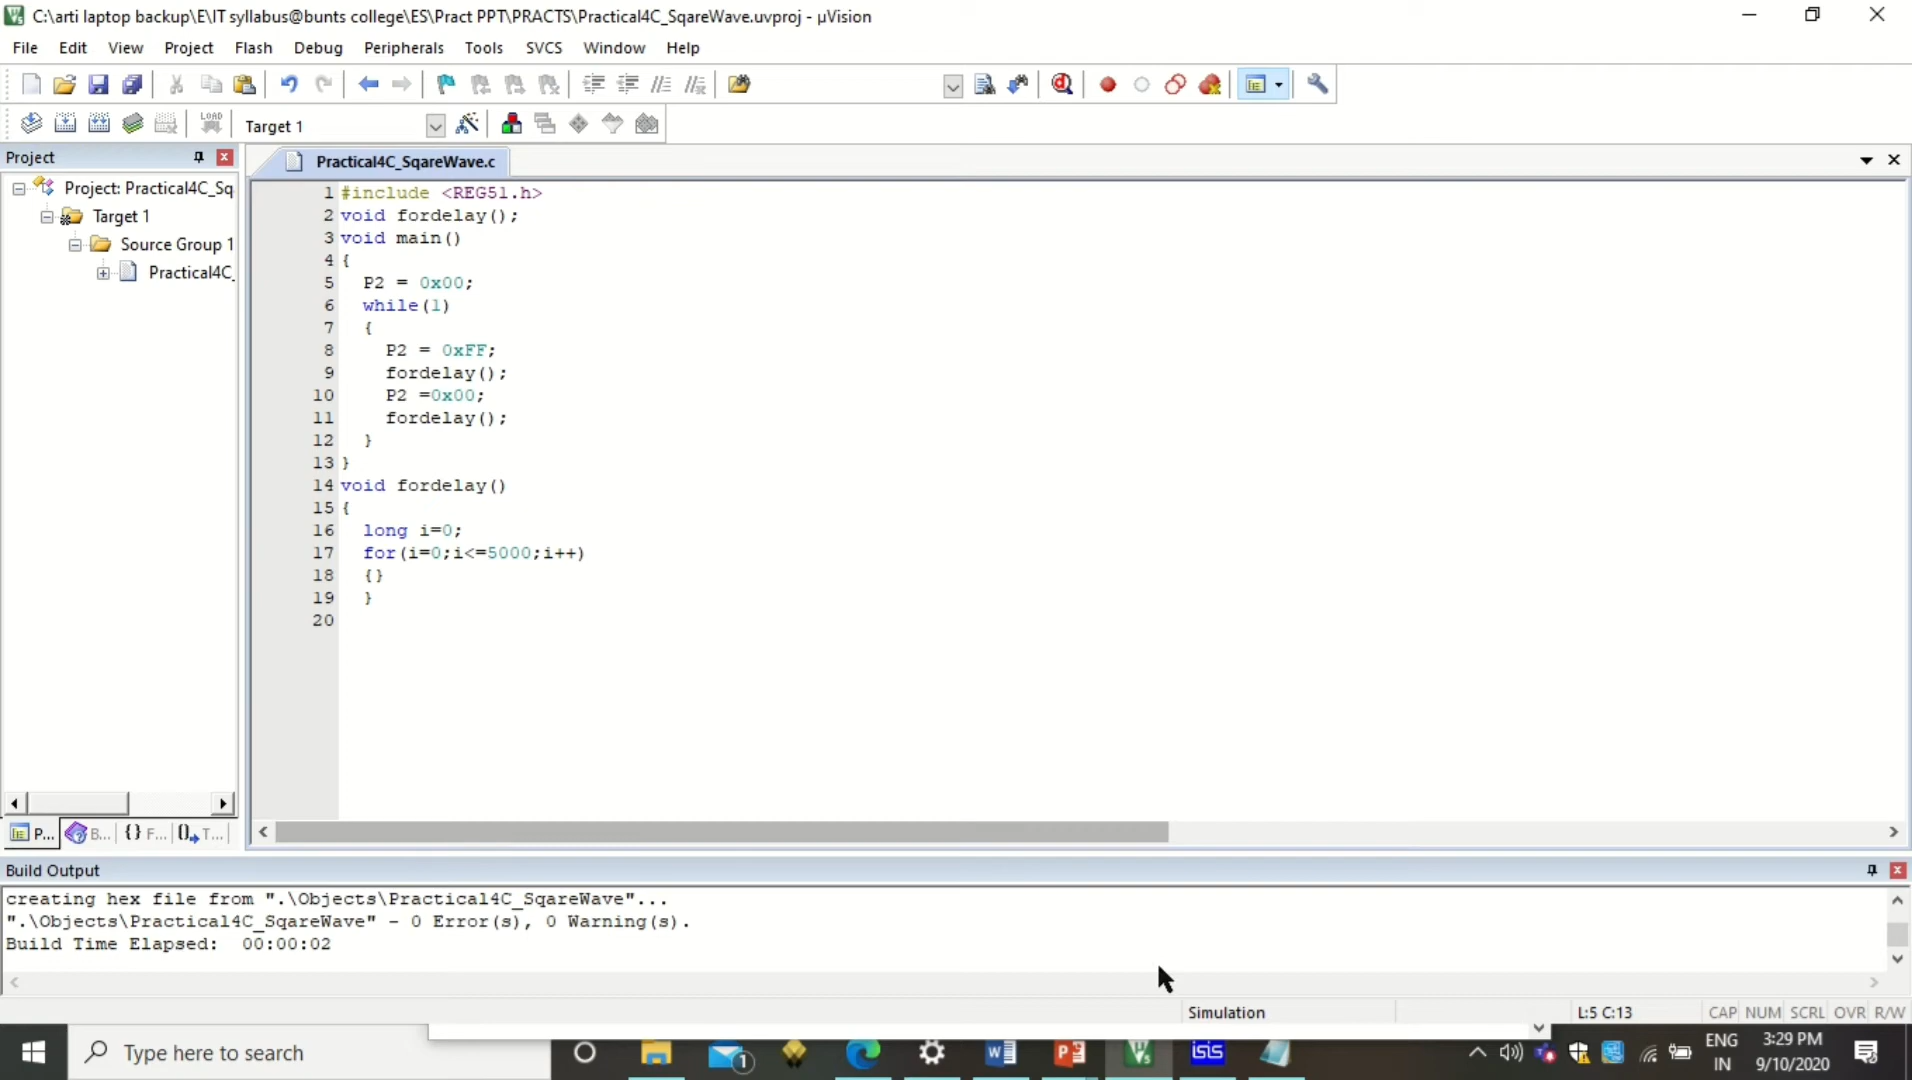 C:\arti laptop backup\E\IT syllabus@bunts college\ES\Pract PPT\PRACTS\Practical4C_SqareWave.uvproj - µVision
File Edit View Project Flash Debug Peripherals Tools SVCS Window Help
LOAD Target 1
Project
Practical4C_SqareWave.c
Project: Practical4C_Sq
Target 1
Source Group 1
Practical4C_
1 #include <REG51.h>
2 void fordelay();
3 void main()
4 {
5 P2 = 0x00;
6 while(1)
7 {
8 P2 = 0xFF;
9 fordelay();
10 P2 =0x00;
11 fordelay();
12 }
13 }
14 void fordelay()
15 {
16 long i=0;
17 for(i=0;i<=5000;i++)
18 {}
19 }
20
P... B... {} F... () T...
Build Output
creating hex file from ".\Objects\Practical4C_SqareWave"...
".\Objects\Practical4C_SqareWave" - 0 Error(s), 0 Warning(s).
Build Time Elapsed:  00:00:02
Simulation L:5 C:13 CAP NUM SCRL OVR R/W
Type here to search
1
isis
ENG
IN
3:29 PM
9/10/2020